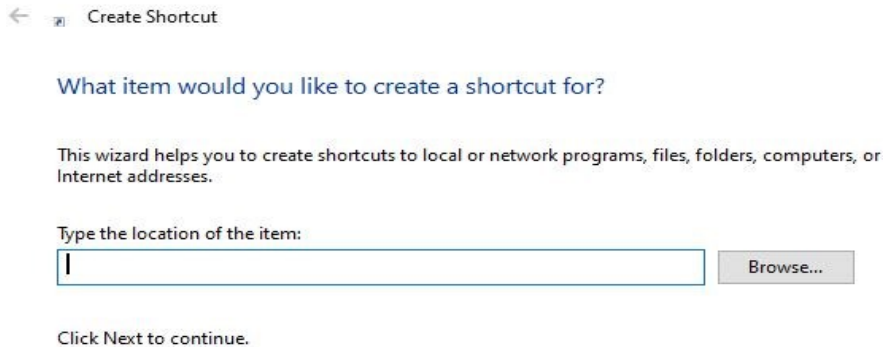 Create Shortcut
What item would you like to create a shortcut for?
This wizard helps you to create shortcuts to local or network programs, files, folders, computers, or
Internet addresses.
Type the location of the item:
Browse...
Click Next to continue.